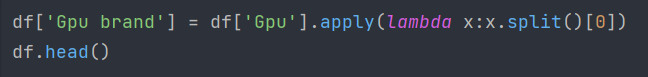 df['Gpu brand'] = df['Gpu'].apply(lambda x:x.split()[0])
df.head()